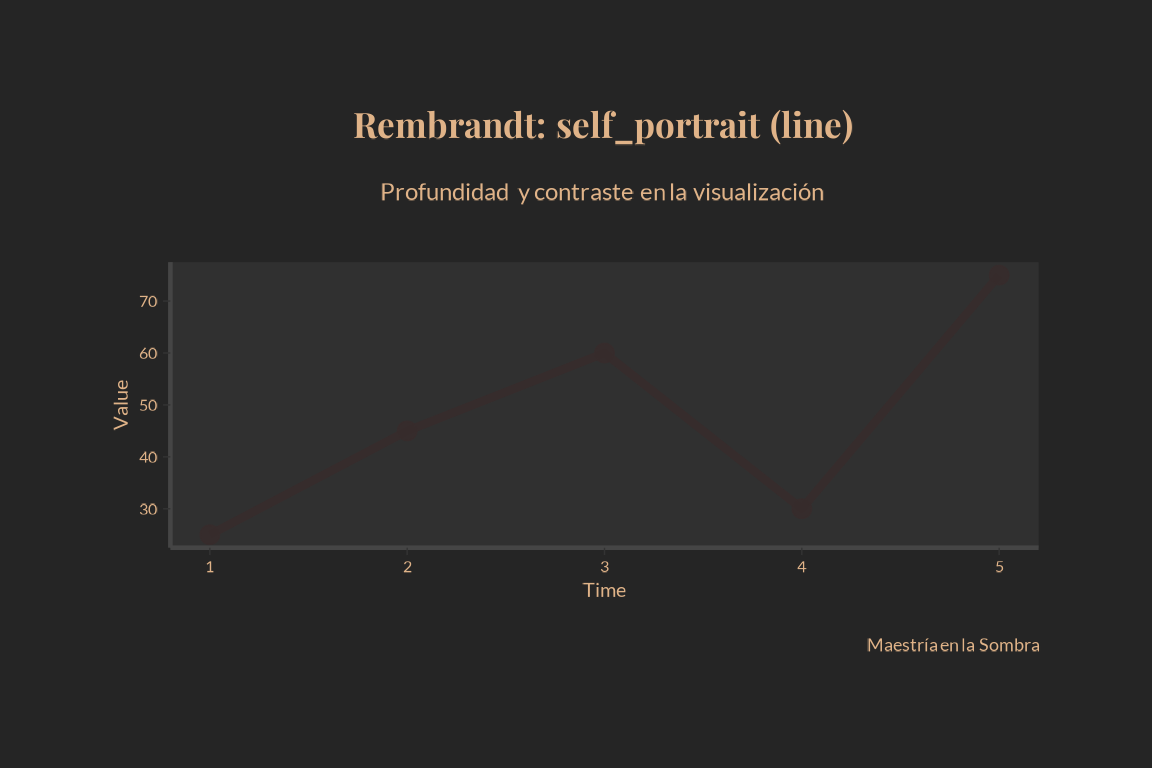 Rembrandt: self_portrait (line)
Profundidad y contraste en la visualización
70
60
50
40
30
Value
1 2 3 4 5
Time
Maestría en la Sombra